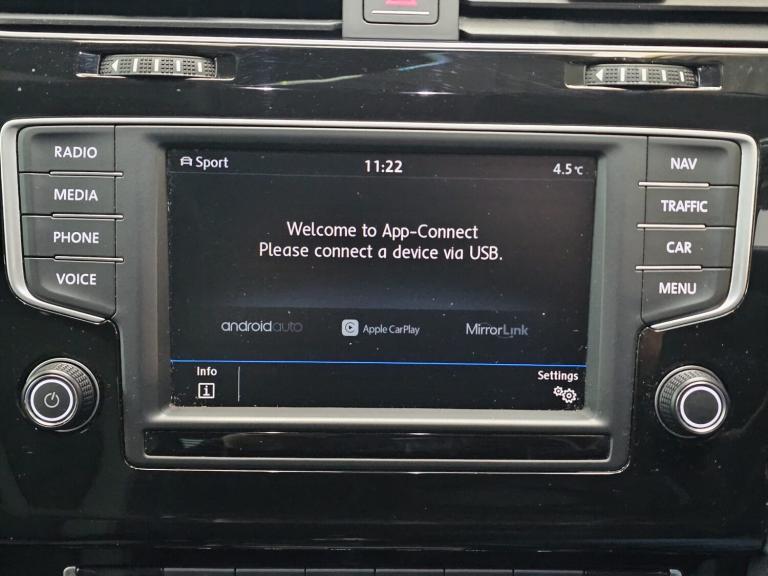 RADIO
MEDIA
PHONE
VOICE
Sport
11:22
4.5°C
Welcome to App-Connect
Please connect a device via USB.
androidauto
Apple CarPlay
MirrorLink
Info
Settings
NAV
TRAFFIC
CAR
MENU